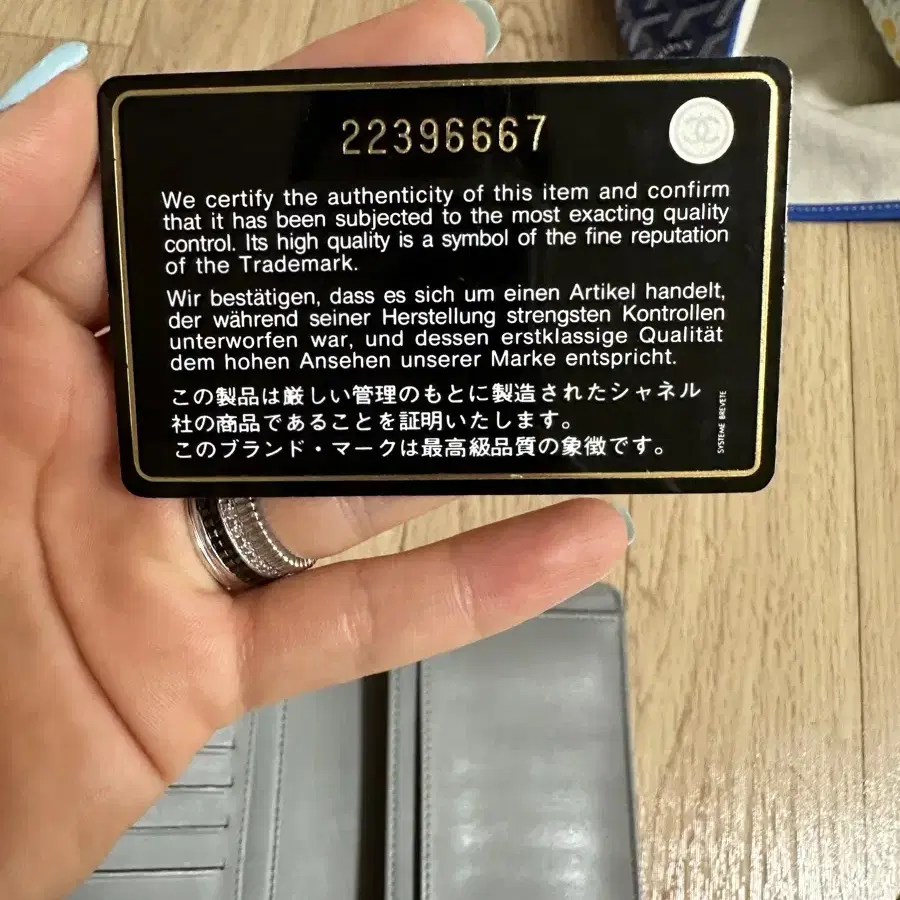 22396667
We certify the authenticity of this item and confirm
that it has been subjected to the most exacting quality
control. Its high quality is a symbol of the fine reputation
of the Trademark.
Wir bestätigen, dass es sich um einen Artikel handelt,
der während seiner Herstellung strengsten Kontrollen
unterworfen war, und dessen erstklassige Qualität
dem hohen Ansehen unserer Marke entspricht.
この製品は厳しい管理のもとに製造されたシャネル
社の商品であることを証明いたします。
このブランド・マークは最高級品質の象徴です。
SYSTEME BREVETE